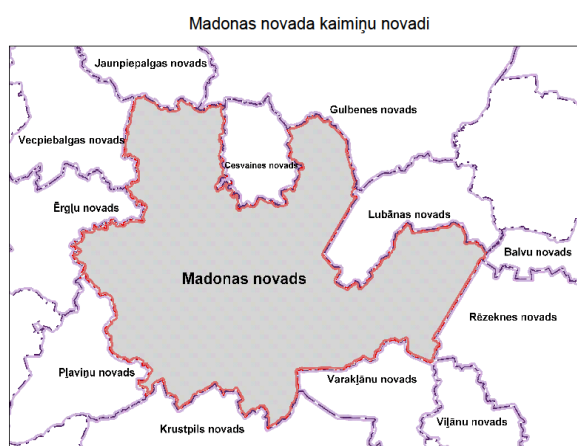 Madonas novada kaimiņu novadi
Jaunpiepalgas novads
Gulbenes novads
Vecpiebalgas novads
Cesvaines novads
Ērgļu novads
Lubānas novads
Balvu novads
Madonas novads
Rēzeknes novads
Pļaviņu novads
Varakļānu novads
Krustpils novads
Viļānu novads